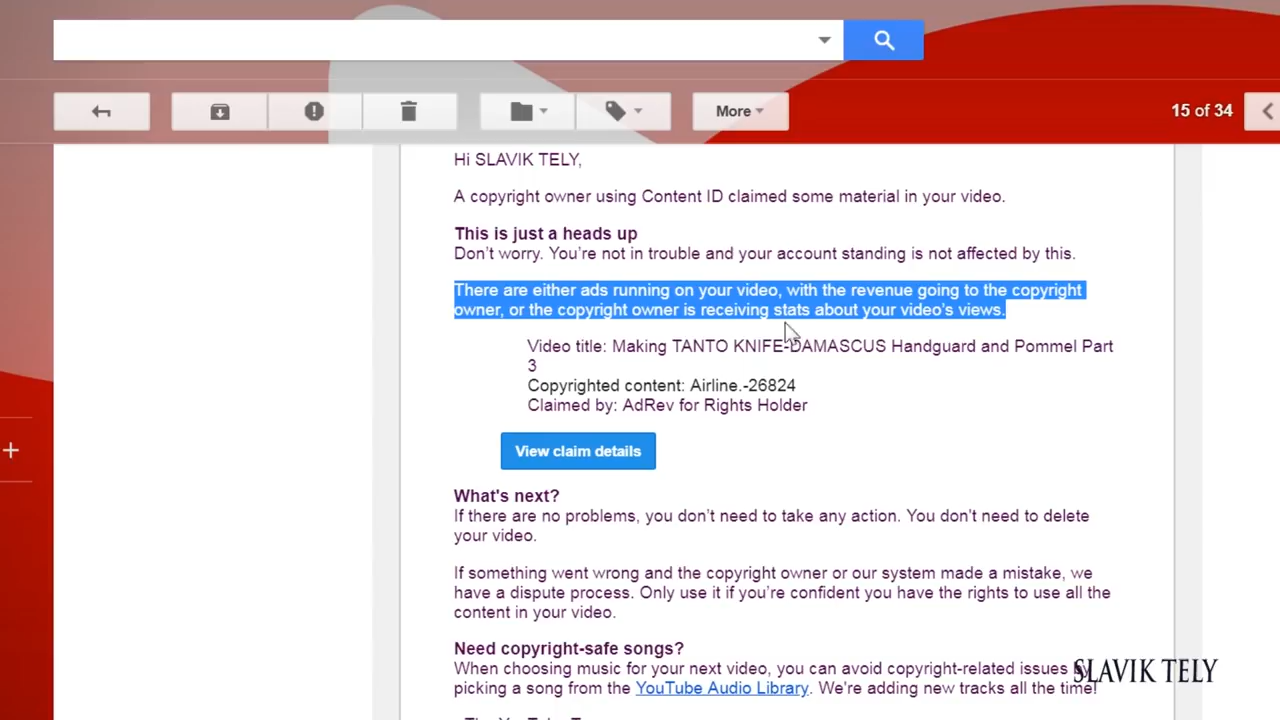 More
15 of 34
Hi SLAVIK TELY,
A copyright owner using Content ID claimed some material in your video.
This is just a heads up
Don't worry. You're not in trouble and your account standing is not affected by this.
There are either ads running on your video, with the revenue going to the copyright
owner, or the copyright owner is receiving stats about your video's views.
Video title: Making TANTO KNIFE-DAMASCUS Handguard and Pommel Part
3
Copyrighted content: Airline.-26824
Claimed by: AdRev for Rights Holder
View claim details
What's next?
If there are no problems, you don't need to take any action. You don't need to delete
your video.
If something went wrong and the copyright owner or our system made a mistake, we
have a dispute process. Only use it if you're confident you have the rights to use all the
content in your video.
Need copyright-safe songs?
When choosing music for your next video, you can avoid copyright-related issues
picking a song from the YouTube Audio Library. We're adding new tracks all the time!
SLAVIK TELY